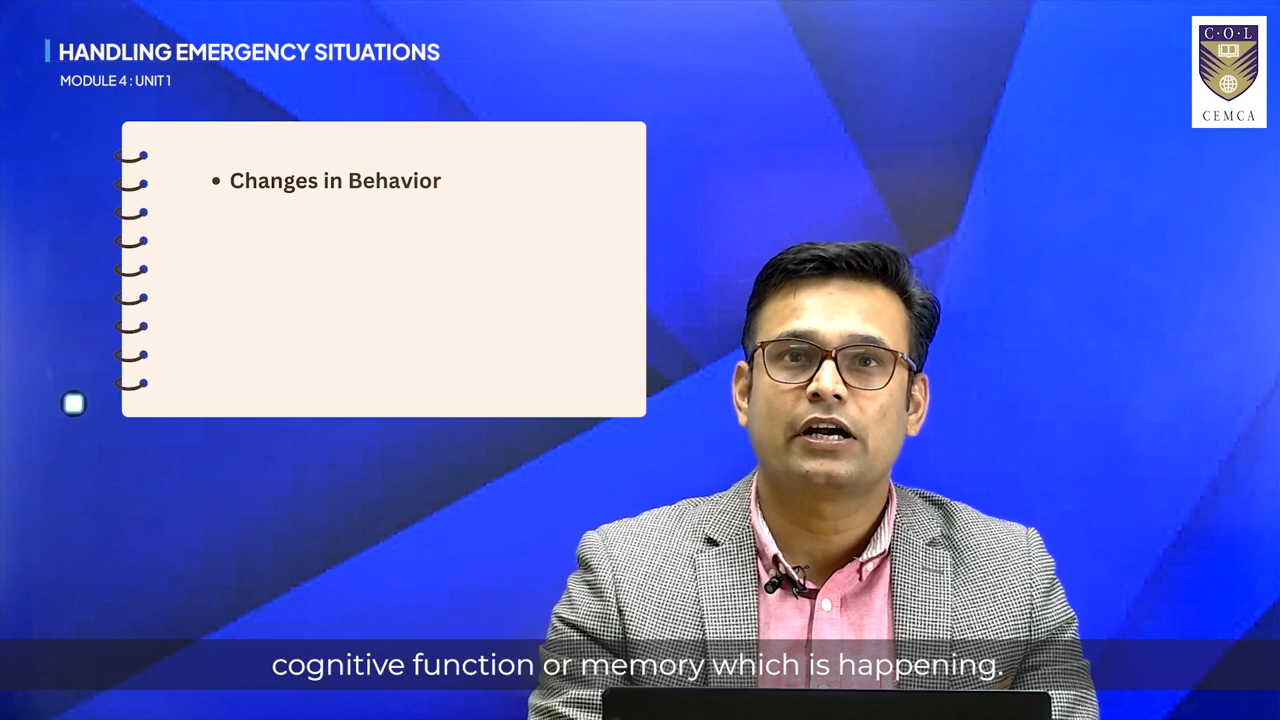 HANDLING EMERGENCY SITUATIONS
MODULE 4 : UNIT 1
C·O·L
CEMCA
• Changes in Behavior
cognitive function or memory which is happening.